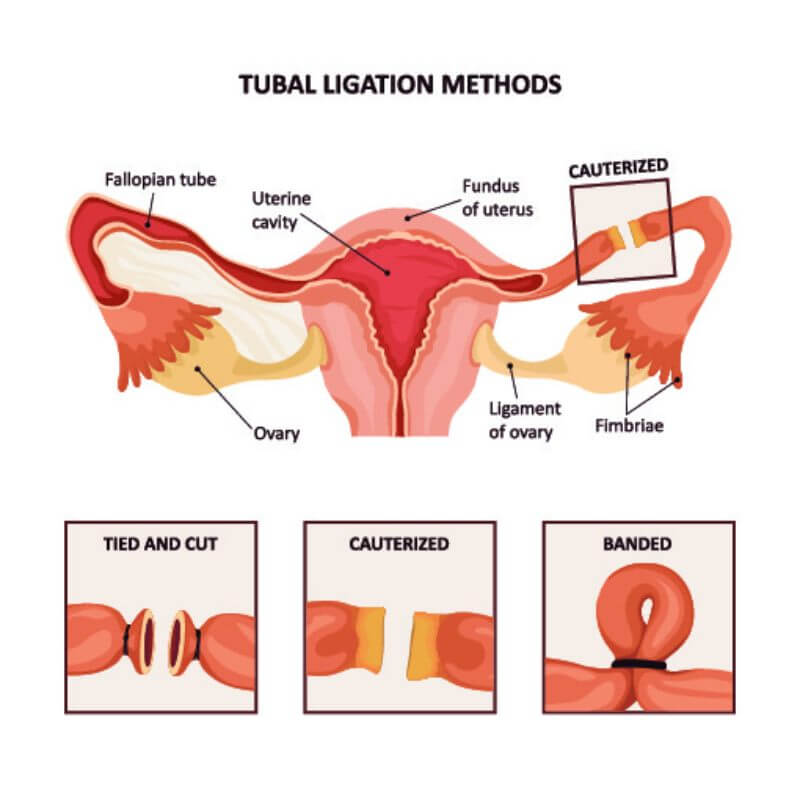 TUBAL LIGATION METHODS
Fallopian tube
Uterine
cavity
Fundus
of uterus
CAUTERIZED
Ovary
Ligament
of ovary
Fimbriae
TIED AND CUT
CAUTERIZED
BANDED